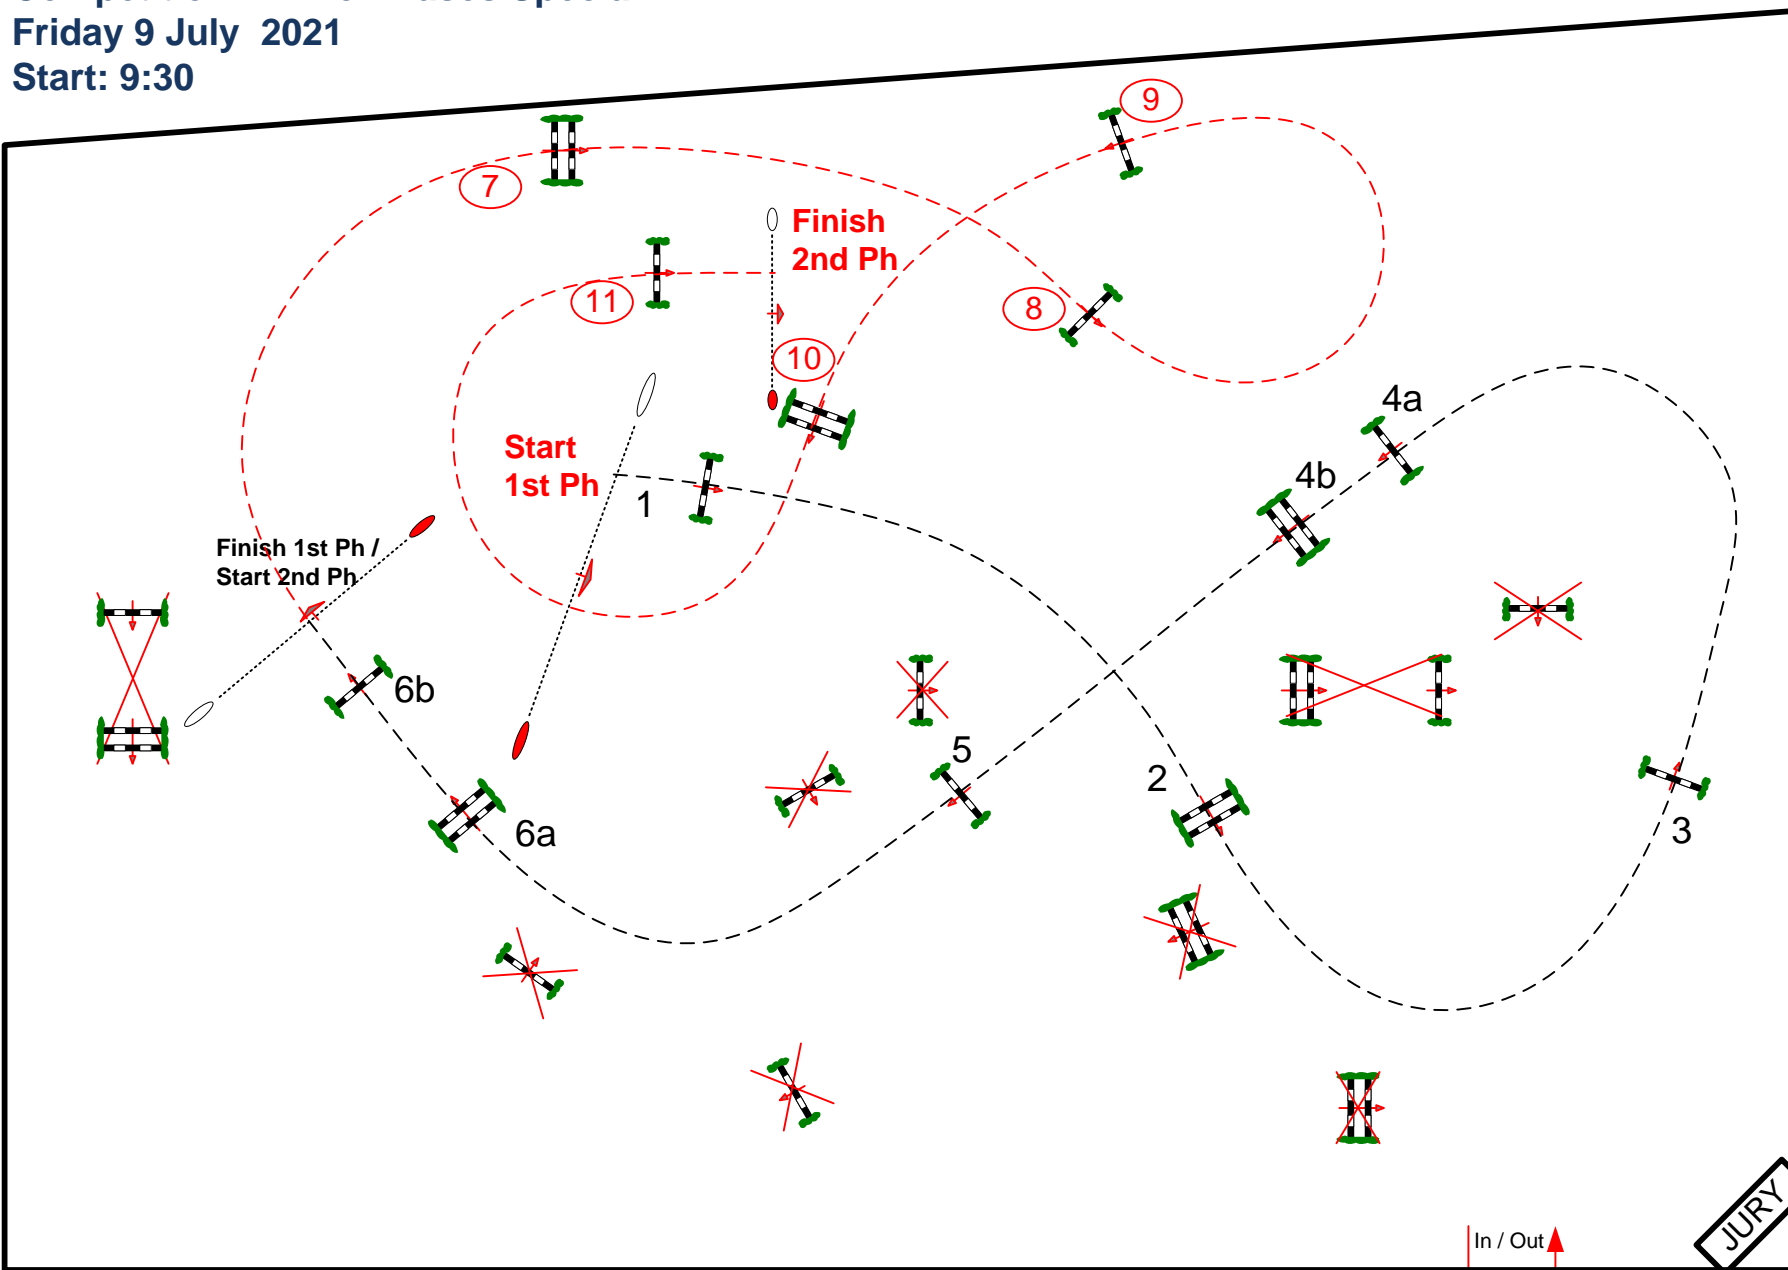 Friday 9 July 2021
Start: 9:30
9
7
Finish
2nd Ph
11
8
10
4a
Start
1st Ph
4b
1
Finish 1st Ph /
Start 2nd Ph
6b
5
2
3
6a
In / Out
JURY